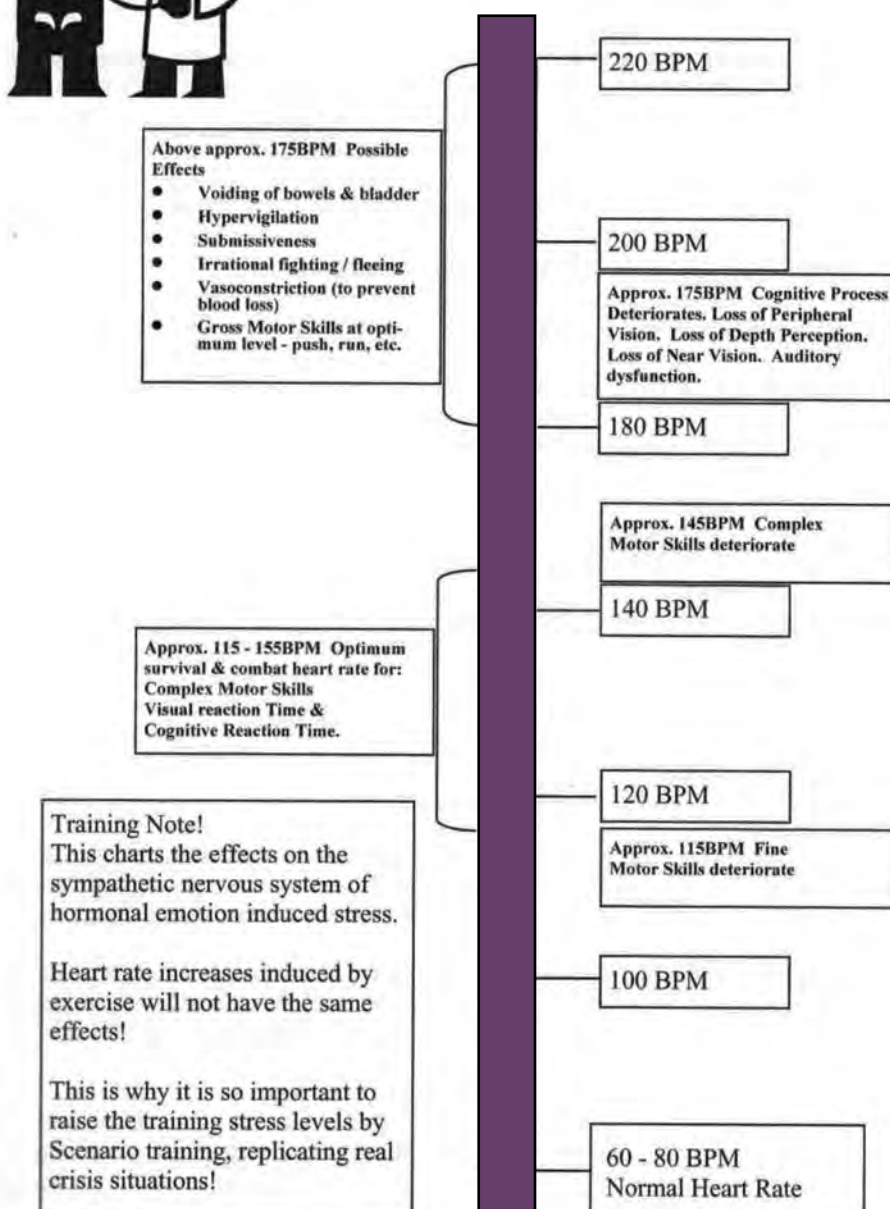 220 BPM
Above approx. 175BPM Possible
Effects
● Voiding of bowels & bladder
● Hypervigilation
● Submissiveness
● Irrational fighting / fleeing
● Vasoconstriction (to prevent
blood loss)
● Gross Motor Skills at opti-
mum level - push, run, etc.
200 BPM
Approx. 175BPM Cognitive Process
Deteriorates. Loss of Peripheral
Vision. Loss of Depth Perception.
Loss of Near Vision. Auditory
dysfunction.
180 BPM
Approx. 145BPM Complex
Motor Skills deteriorate
140 BPM
Approx. 115 - 155BPM Optimum
survival & combat heart rate for:
Complex Motor Skills
Visual reaction Time &
Cognitive Reaction Time.
120 BPM
Approx. 115BPM Fine
Motor Skills deteriorate
Training Note!
This charts the effects on the
sympathetic nervous system of
hormonal emotion induced stress.
Heart rate increases induced by
exercise will not have the same
effects!
This is why it is so important to
raise the training stress levels by
Scenario training, replicating real
crisis situations!
100 BPM
60 - 80 BPM
Normal Heart Rate